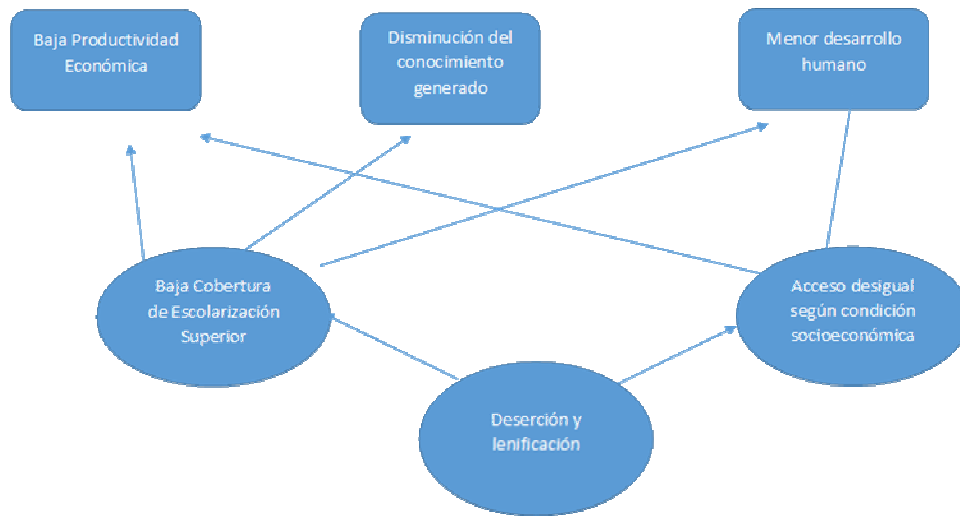 Baja Productividad
Económica
Disminución del
conocimiento
generado
Menor desarrollo
humano
Baja Cobertura
de Escolarización
Superior
Acceso desigual
según condición
socioeconómica
Deserción y
lenificación